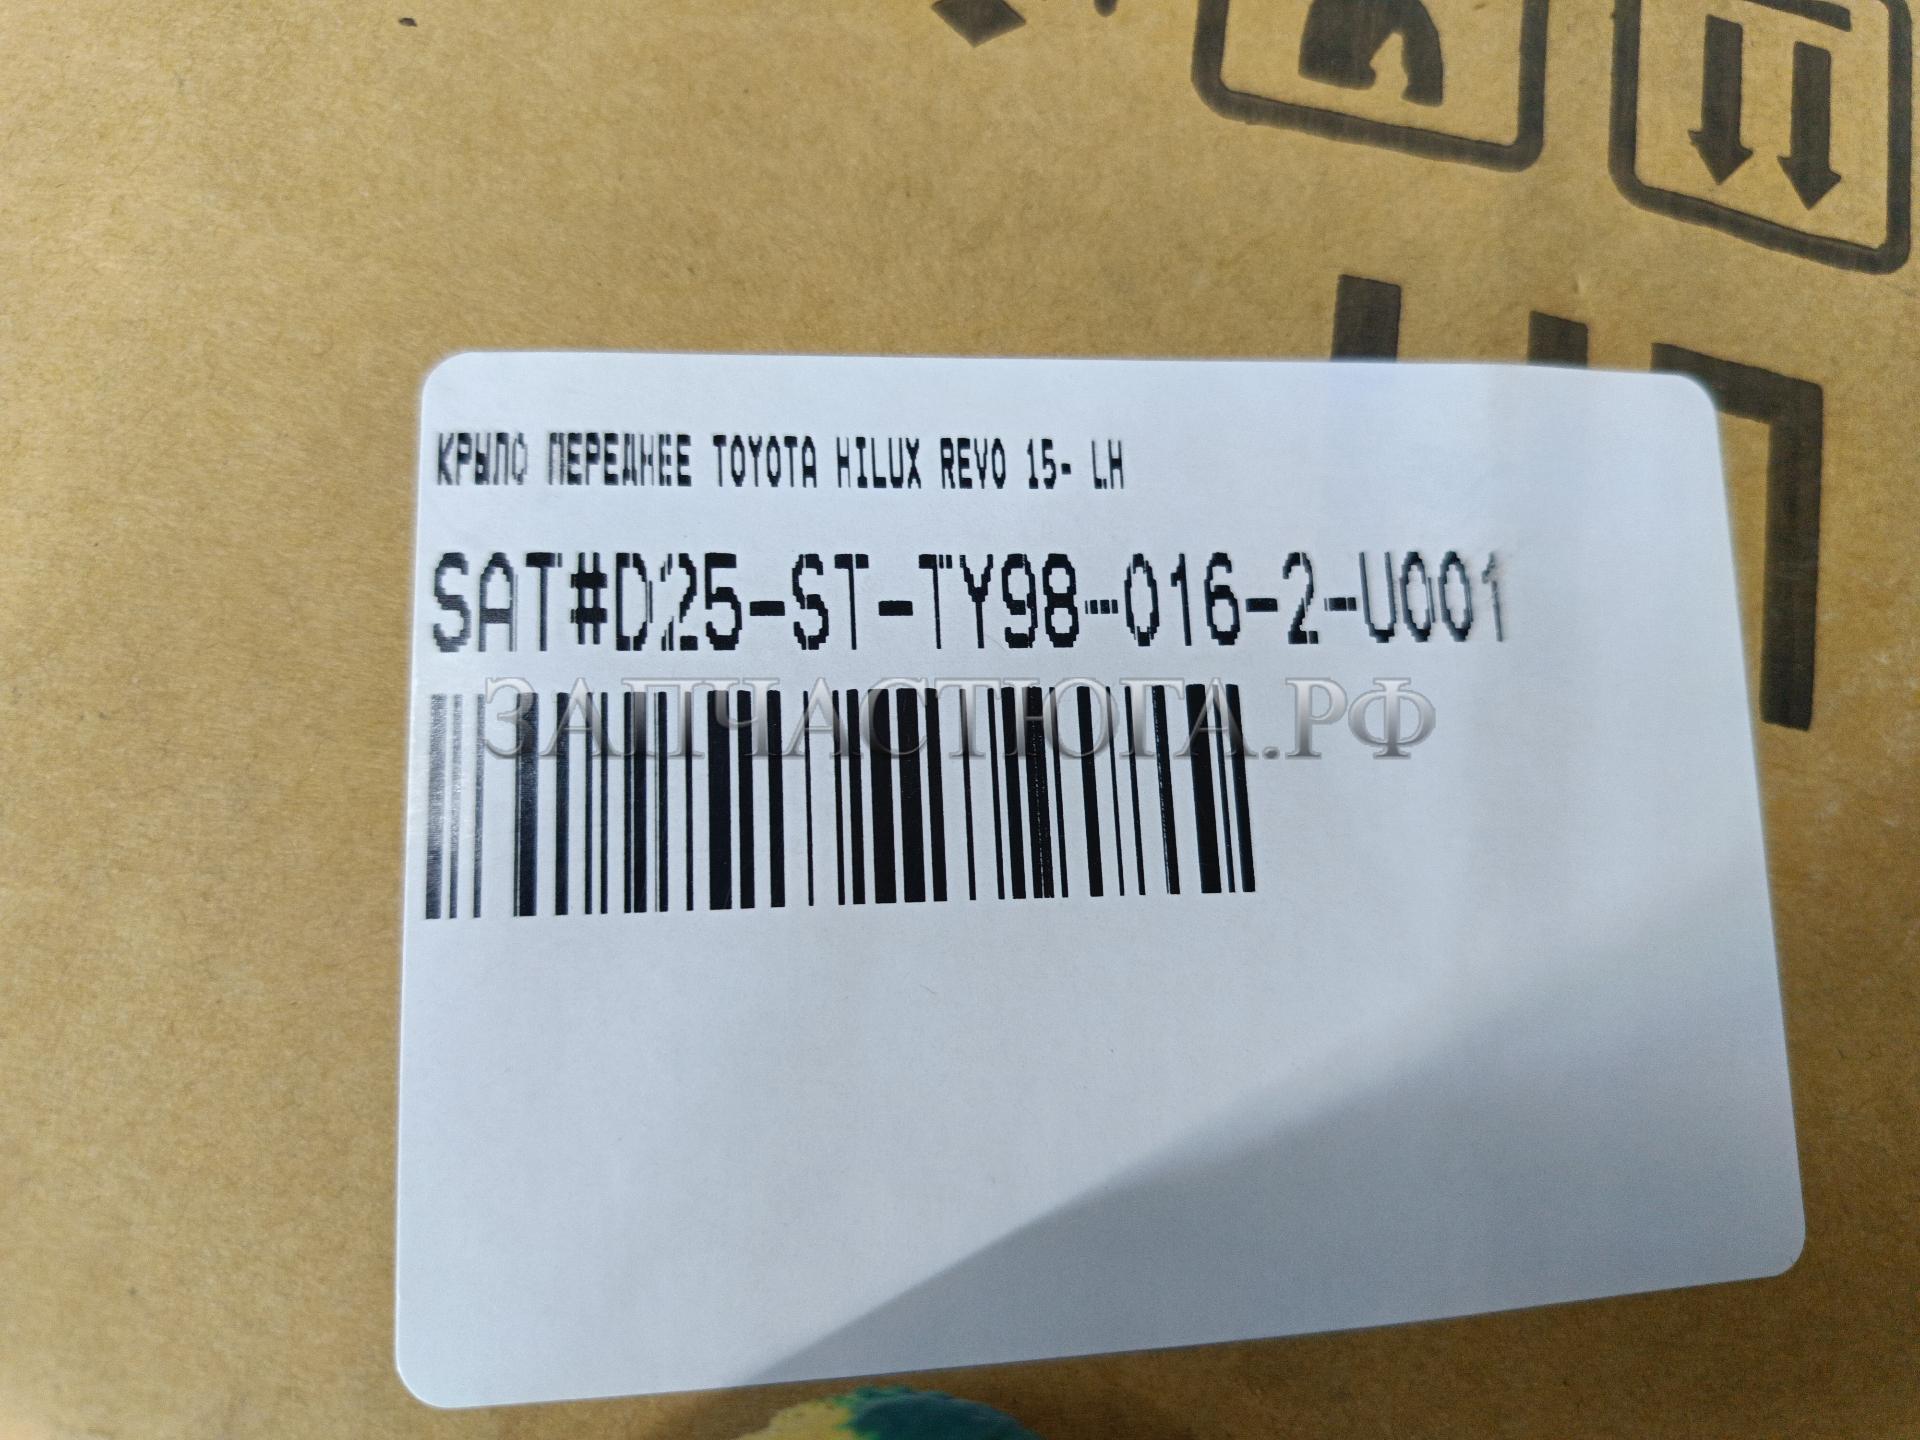 КРЫЛО ПЕРЕДНЕЕ TOYOTA HILUX REVO 15- LH
SAT#D25-ST-TY98-016-2-U001
ЗАПЧАСТЮГА.РФ